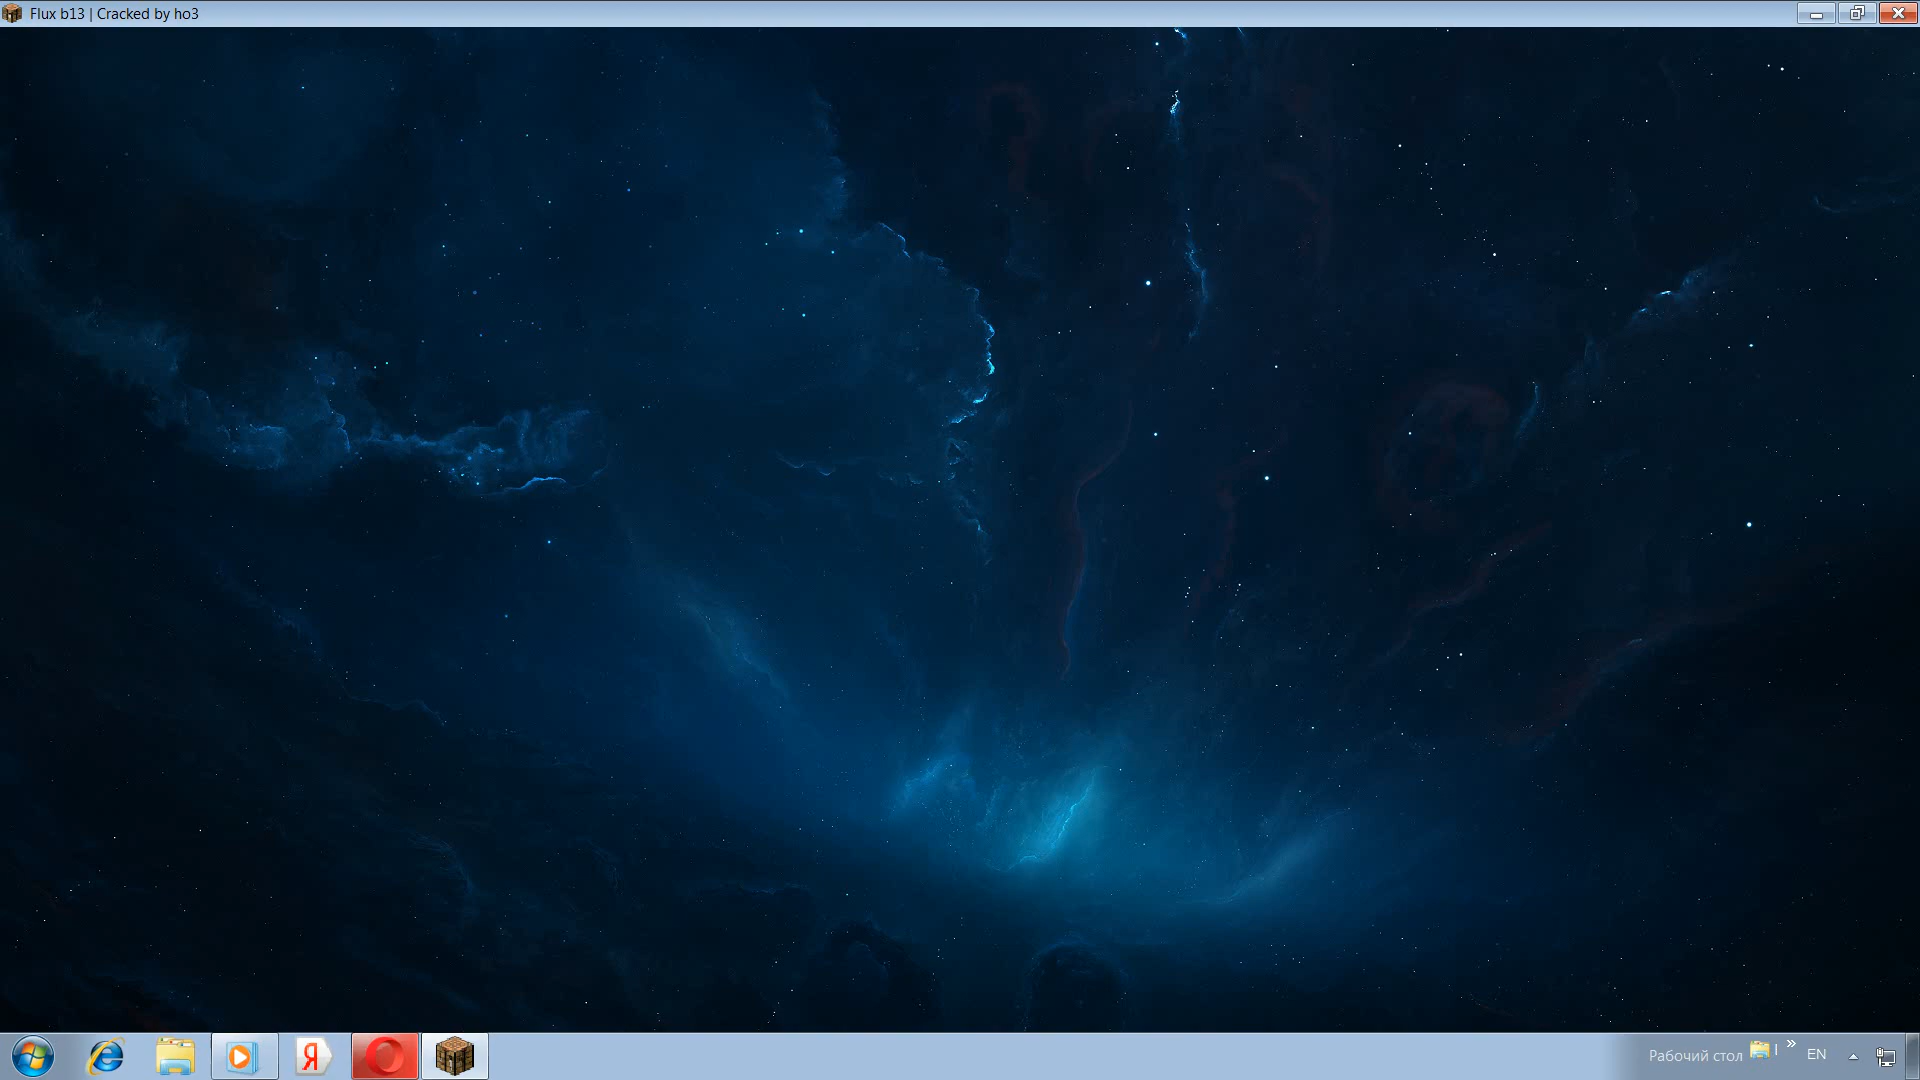 Flux b13 | Cracked by ho3
Я
Рабочий стол
»
EN